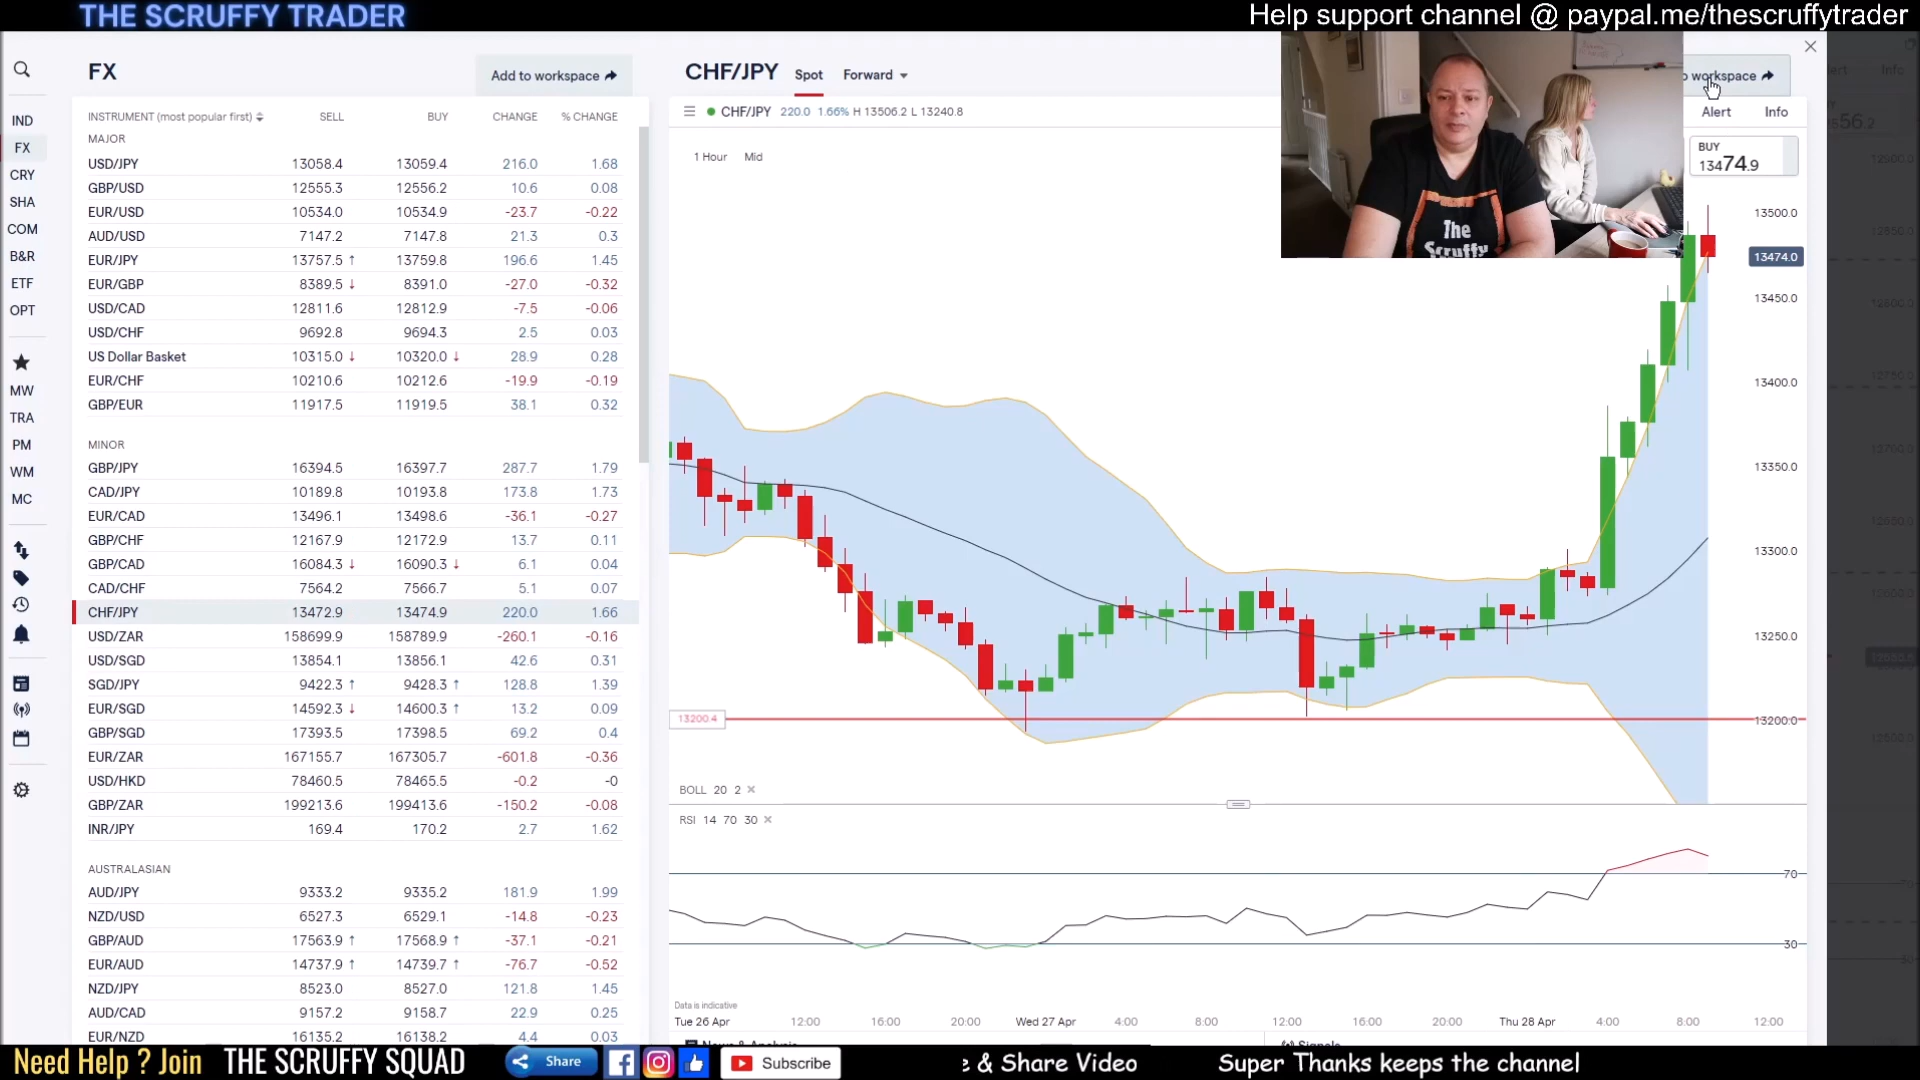 THE SCRUFFY TRADER
Help support channel @ paypal.me/thescruffytrader
FX
Add to workspace
CHF/JPY Spot Forward
workspace
INSTRUMENT (most popular first) SELL BUY CHANGE % CHANGE
CHF/JPY 220.0 1.66% H 13506.2 L 13240.8
Alert Info
IND
FX
CRY
SHA
COM
B&R
ETF
OPT
MW
TRA
PM
WM
MC
MAJOR
USD/JPY 13058.4 13059.4 216.0 1.68
GBP/USD 12555.3 12556.2 10.6 0.08
EUR/USD 10534.0 10534.9 -23.7 -0.22
AUD/USD 7147.2 7147.8 21.3 0.3
EUR/JPY 13757.5 ↑ 13759.8 196.6 1.45
EUR/GBP 8389.5 ↓ 8391.0 -27.0 -0.32
USD/CAD 12811.6 12812.9 -7.5 -0.06
USD/CHF 9692.8 9694.3 2.5 0.03
US Dollar Basket 10315.0 ↓ 10320.0 ↓ 28.9 0.28
EUR/CHF 10210.6 10212.6 -19.9 -0.19
GBP/EUR 11917.5 11919.5 38.1 0.32
MINOR
GBP/JPY 16394.5 16397.7 287.7 1.79
CAD/JPY 10189.8 10193.8 173.8 1.73
EUR/CAD 13496.1 13498.6 -36.1 -0.27
GBP/CHF 12167.9 12172.9 13.7 0.11
GBP/CAD 16084.3 ↓ 16090.3 ↓ 6.1 0.04
CAD/CHF 7564.2 7566.7 5.1 0.07
CHF/JPY 13472.9 13474.9 220.0 1.66
USD/ZAR 158699.9 158789.9 -260.1 -0.16
USD/SGD 13854.1 13856.1 42.6 0.31
SGD/JPY 9422.3 ↑ 9428.3 ↑ 128.8 1.39
EUR/SGD 14592.3 ↓ 14600.3 ↑ 13.2 0.09
GBP/SGD 17393.5 17398.5 69.2 0.4
EUR/ZAR 167155.7 167305.7 -601.8 -0.36
USD/HKD 78460.5 78465.5 -0.2 -0
GBP/ZAR 199213.6 199413.6 -150.2 -0.08
INR/JPY 169.4 170.2 2.7 1.62
AUSTRALASIAN
AUD/JPY 9333.2 9335.2 181.9 1.99
NZD/USD 6527.3 6529.1 -14.8 -0.23
GBP/AUD 17563.9 ↑ 17568.9 ↑ -37.1 -0.21
EUR/AUD 14737.9 ↑ 14739.7 ↑ -76.7 -0.52
NZD/JPY 8523.0 8527.0 121.8 1.45
AUD/CAD 9157.2 9158.7 22.9 0.25
EUR/NZD 16135.2 16138.2 4.4 0.03
1 Hour Mid
The
Scruffy
BUY
13474.9
13500.0
13474.0
13450.0
13400.0
13350.0
13300.0
13250.0
13200.0
13200.4
BOLL 20 2
RSI 14 70 30
70
30
Data is indicative
Tue 26 Apr 12:00 16:00 20:00 Wed 27 Apr 4:00 8:00 12:00 16:00 20:00 Thu 28 Apr 4:00 8:00 12:00
Need Help ? Join THE SCRUFFY SQUAD
Share
Subscribe
& Share Video
Super Thanks keeps the channel